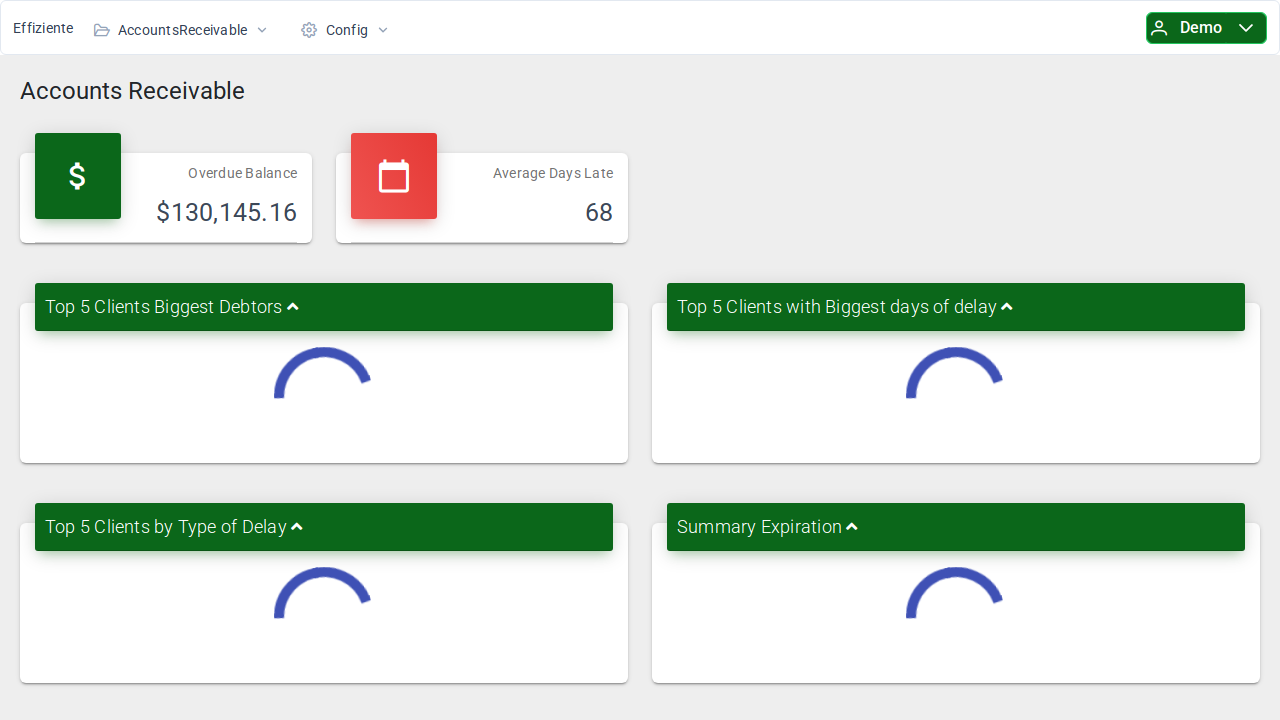 Effiziente
AccountsReceivable
Config
Demo
Accounts Receivable
$
Overdue Balance
$130,145.16
Average Days Late
68
Top 5 Clients Biggest Debtors
Top 5 Clients with Biggest days of delay
Top 5 Clients by Type of Delay
Summary Expiration